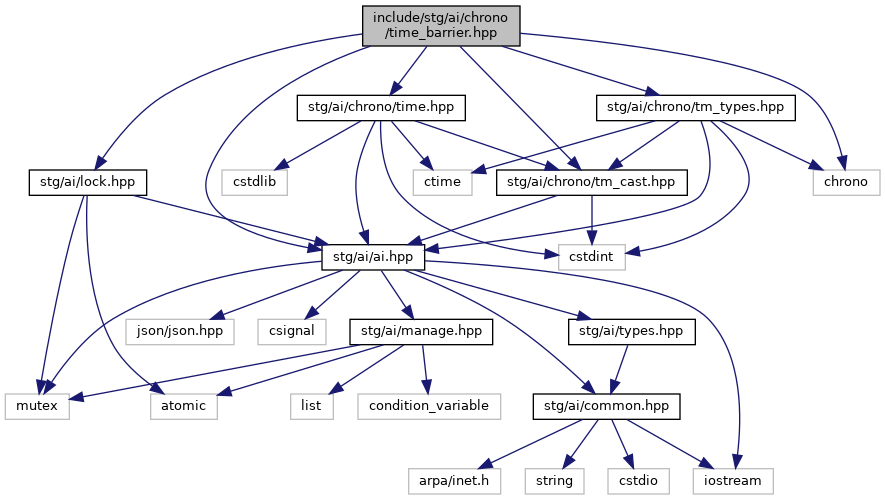 include/stg/ai/chrono
/time_barrier.hpp
stg/ai/chrono/time.hpp
stg/ai/chrono/tm_types.hpp
stg/ai/lock.hpp
cstdlib
ctime
stg/ai/chrono/tm_cast.hpp
chrono
stg/ai/ai.hpp
cstdint
json/json.hpp
csignal
stg/ai/manage.hpp
stg/ai/types.hpp
mutex
atomic
list
condition_variable
stg/ai/common.hpp
arpa/inet.h
string
cstdio
iostream